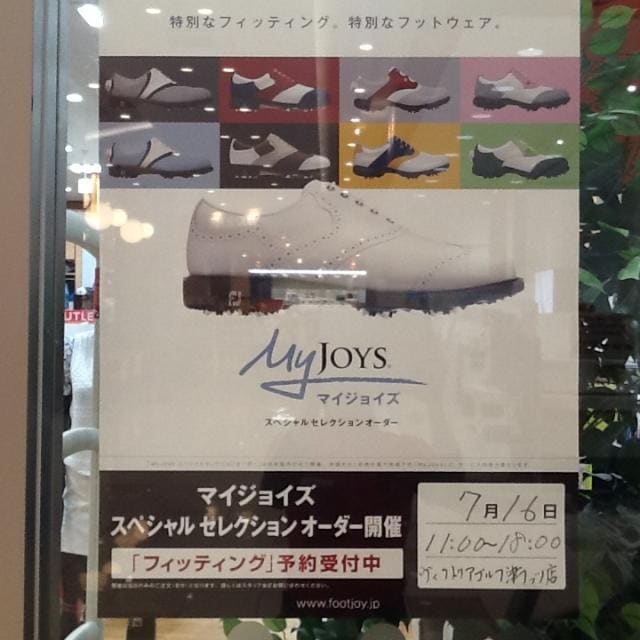 特別なフィッティング。特別なフットウェア。
UTLE
FJ
MyJOYS
マイジョイズ
スペシャルセレクションオーダー
マイジョイズ
スペシャル セレクション オーダー開催
「フィッティング」予約受付中
www.footjoy.jp
7月16日
11:00~18:00